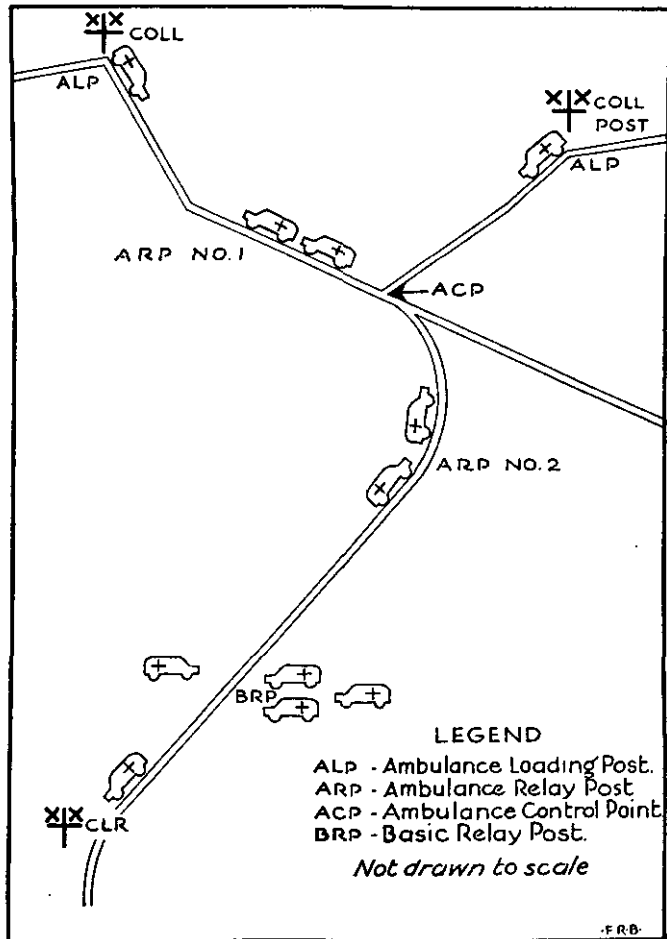 COLL
ALP
COLL
POST
ALP
ARP NO.1
ACP
ARP NO.2
BRP
CLR
LEGEND
ALP - Ambulance Loading Post.
ARP - Ambulance Relay Post
ACP - Ambulance Control Point
BRP - Basic Relay Post.
Not drawn to scale
·F.R.B·